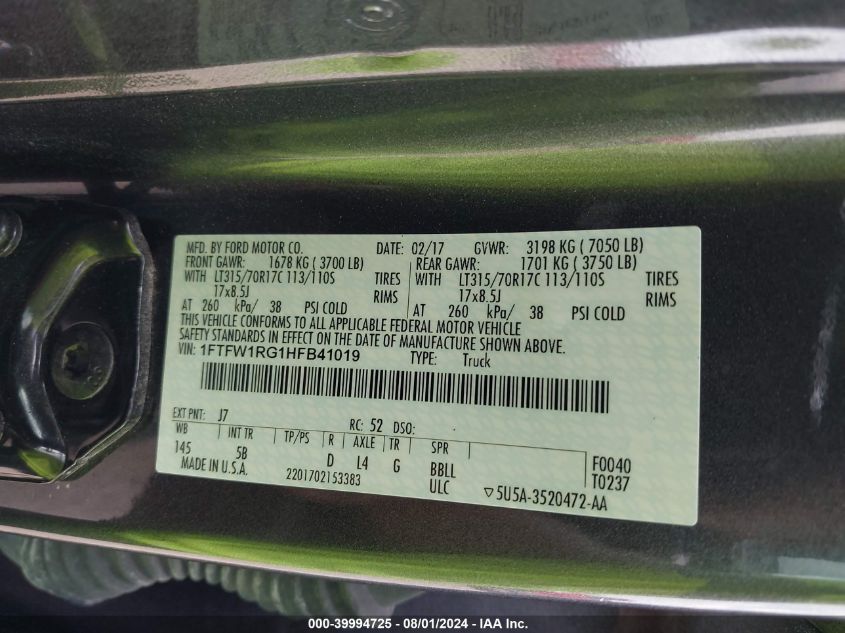 MFD. BY FORD MOTOR CO. DATE: 02/17 GVWR: 3198 KG ( 7050 LB)
FRONT GAWR: 1678 KG ( 3700 LB) REAR GAWR: 1701 KG ( 3750 LB)
WITH LT315/70R17C 113/110S TIRES WITH LT315/70R17C 113/110S TIRES
17x8.5J RIMS 17x8.5J RIMS
AT 260 kPa/ 38 PSI COLD AT 260 kPa/ 38 PSI COLD
THIS VEHICLE CONFORMS TO ALL APPLICABLE FEDERAL MOTOR VEHICLE
SAFETY STANDARDS IN EFFECT ON THE DATE OF MANUFACTURE SHOWN ABOVE.
VIN: 1FTFW1RG1HFB41019 TYPE: Truck
EXT PNT: J7 RC: 52 DSO:
WB INT TR TP/PS R AXLE TR SPR
145 5B D L4 G BBLL F0040
MADE IN U.S.A. 2201702153383 ULC T0237
▽5U5A-3520472-AA
000-39994725 - 08/01/2024 - IAA Inc.